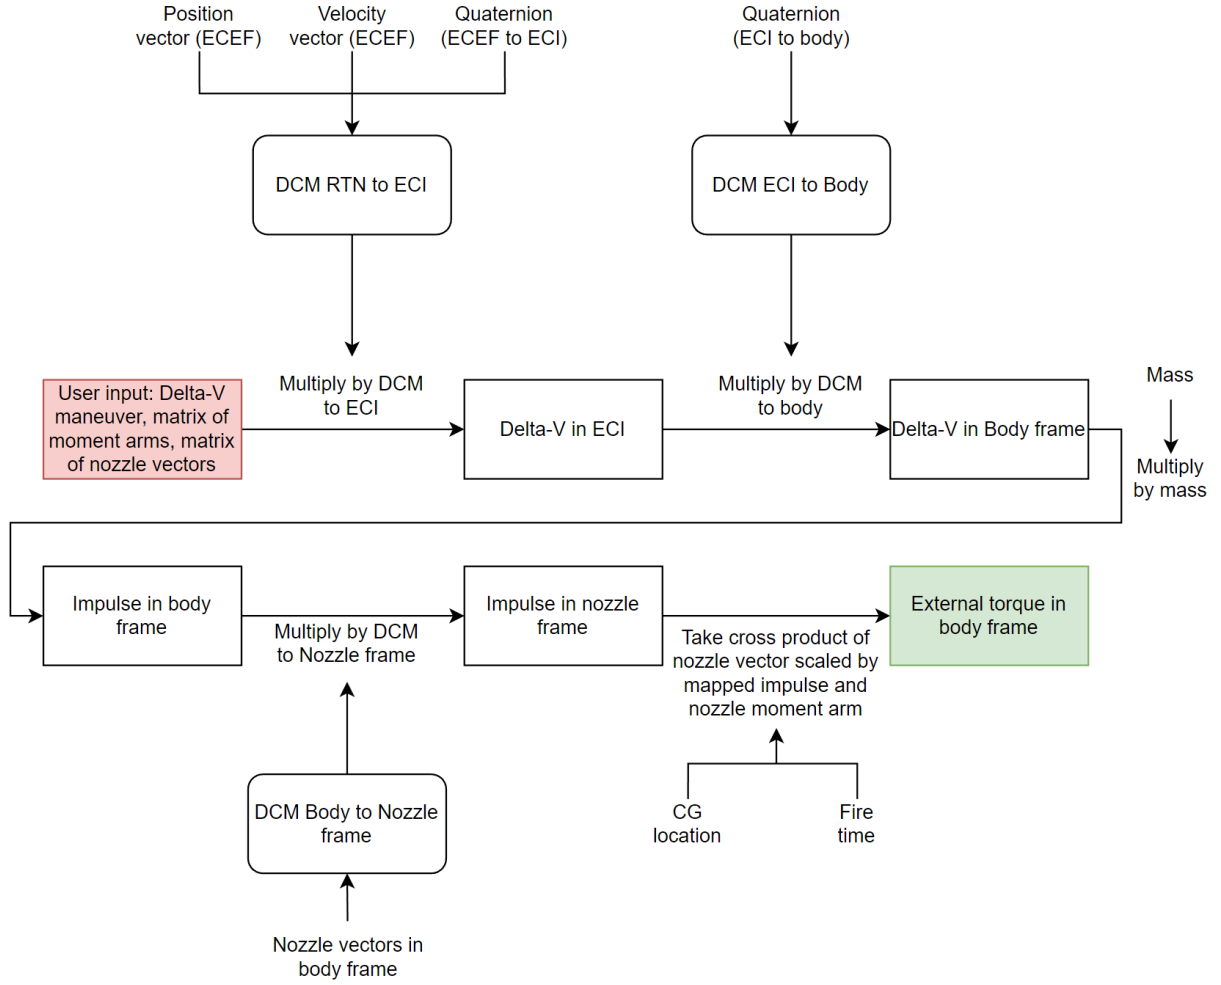 Position
vector (ECEF)
Velocity
vector (ECEF)
Quaternion
(ECEF to ECI)
Quaternion
(ECI to body)
DCM RTN to ECI
DCM ECI to Body
User input: Delta-V
maneuver, matrix of
moment arms, matrix
of nozzle vectors
Multiply by DCM
to ECI
Delta-V in ECI
Multiply by DCM
to body
Delta-V in Body frame
Mass
Multiply
by mass
Impulse in body
frame
Multiply by DCM
to Nozzle frame
Impulse in nozzle
frame
Take cross product of
nozzle vector scaled by
mapped impulse and
nozzle moment arm
External torque in
body frame
DCM Body to Nozzle
frame
CG
location
Fire
time
Nozzle vectors in
body frame